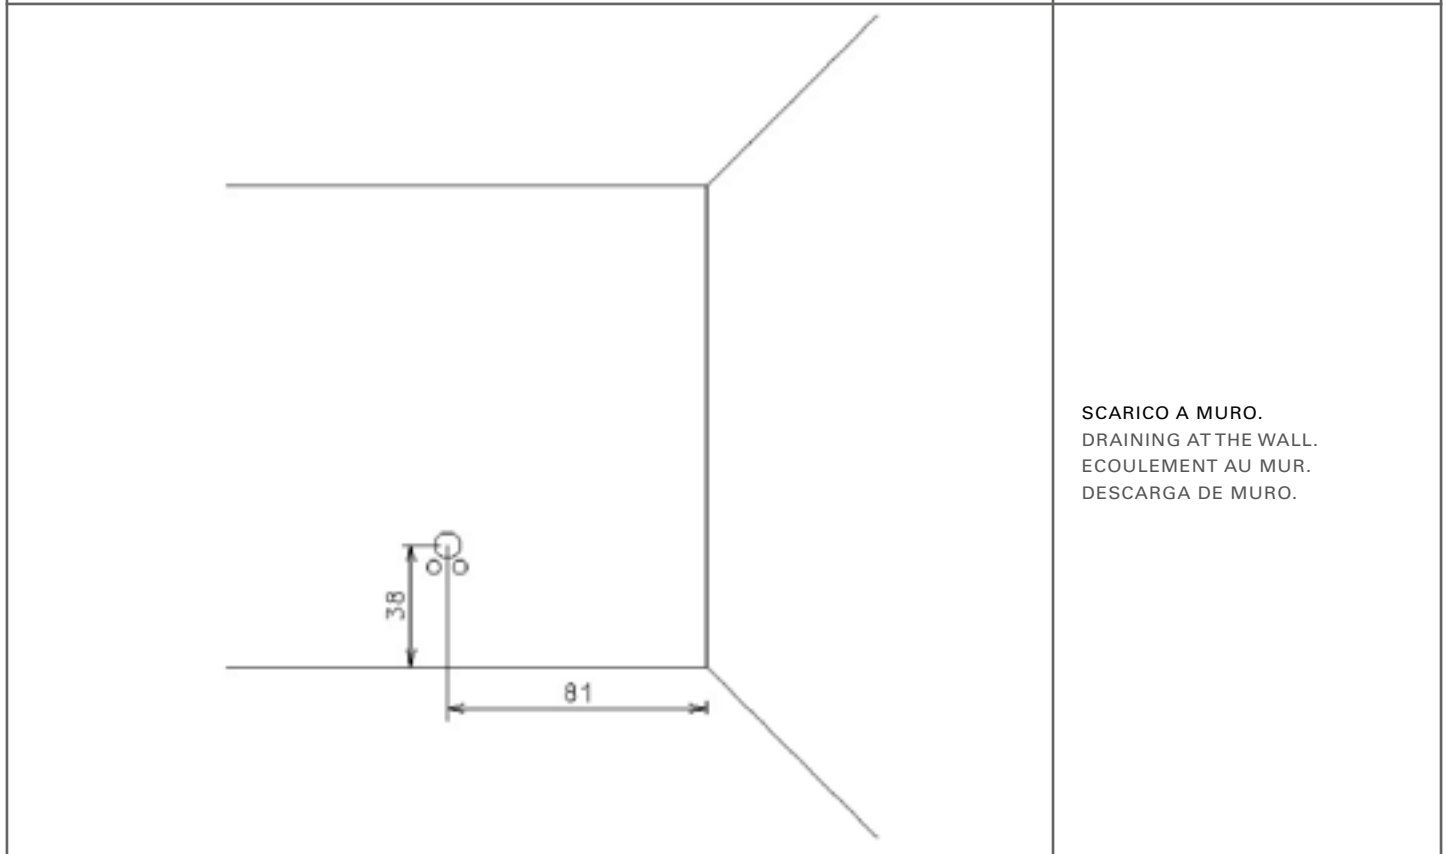 38
81
SCARICO A MURO.
DRAINING AT THE WALL.
ECOULEMENT AU MUR.
DESCARGA DE MURO.